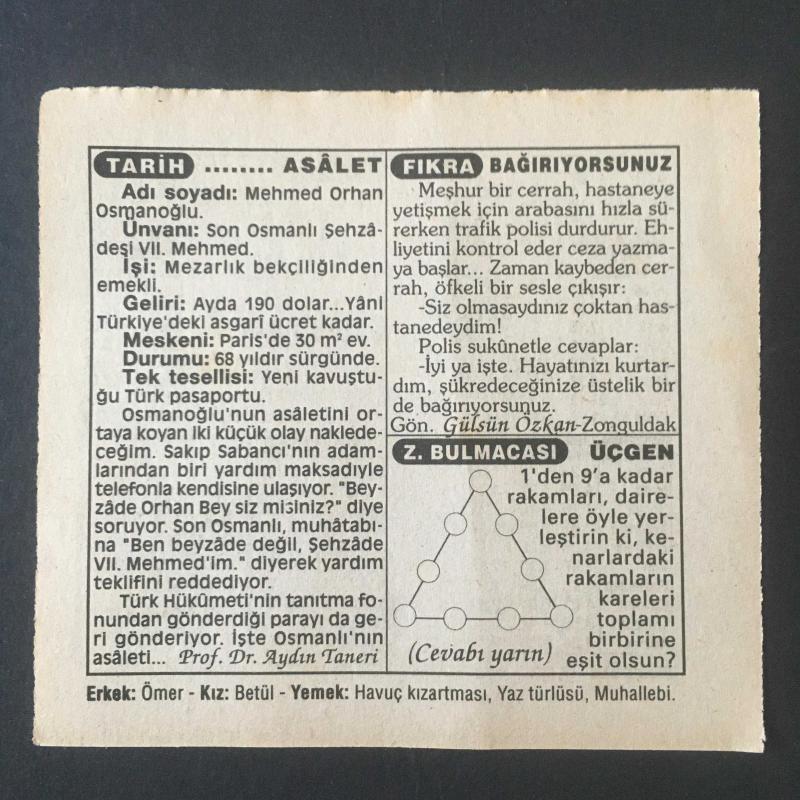 TARİH ........ ASÂLET
Adı soyadı: Mehmed Orhan
Osmanoğlu.
Ünvanı: Son Osmanlı Şehzâ-
deşi VII. Mehmed.
İşi: Mezarlık bekçiliğinden
emekli.
Geliri: Ayda 190 dolar...Yâni
Türkiye'deki asgarî ücret kadar.
Meskeni: Paris'de 30 m² ev.
Durumu: 68 yıldır sürgünde.
Tek tesellisi: Yeni kavuştu-
ğu Türk pasaportu.
Osmanoğlu'nun asâletini or-
taya koyan iki küçük olay naklede-
ceğim. Sakıp Sabancı'nın adam-
larından biri yardım maksadıyle
telefonla kendisine ulaşıyor. "Bey-
zâde Orhan Bey siz misiniz?" diye
soruyor. Son Osmanlı, muhâtabı-
na "Ben beyzâde değil, Şehzâde
VII. Mehmed'im." diyerek yardım
teklifini reddediyor.
Türk Hükûmeti'nin tanıtma fo-
nundan gönderdiği parayı da ge-
ri gönderiyor. İşte Osmanlı'nın
asâleti... Prof. Dr. Aydın Taneri
FIKRA BAĞIRIYORSUNUZ
Meşhur bir cerrah, hastaneye
yetişmek için arabasını hızla sü-
rerken trafik polisi durdurur. Eh-
liyetini kontrol eder ceza yazma-
ya başlar... Zaman kaybeden cer-
rah, öfkeli bir sesle çıkışır:
-Siz olmasaydınız çoktan has-
tanedeydim!
Polis sukûnetle cevaplar:
-İyi ya işte. Hayatınızı kurtar-
dım, şükredeceğinize üstelik bir
de bağırıyorsunuz.
Gön. Gülsün Özkan-Zonguldak
Z. BULMACASI ÜÇGEN
1'den 9'a kadar
rakamları, daire-
lere öyle yer-
leştirin ki, ke-
narlardaki
rakamların
kareleri
toplamı
birbirine
eşit olsun?
(Cevabı yarın)
Erkek: Ömer - Kız: Betül - Yemek: Havuç kızartması, Yaz türlüsü, Muhallebi.